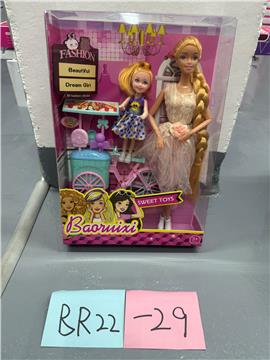 FASHION
Beautiful
Dream Girl
Baoruixi
SWEET TOYS
BR22 -29